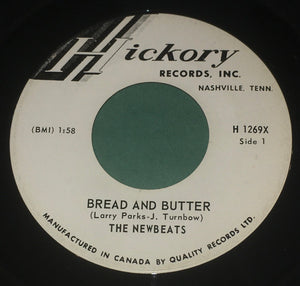 Hickory
RECORDS, INC.
NASHVILLE, TENN.
(BMI) 1:58
H 1269X
Side 1
BREAD AND BUTTER
(Larry Parks-J. Turnbow)
THE NEWBEATS
MANUFACTURED IN CANADA BY QUALITY RECORDS LTD.